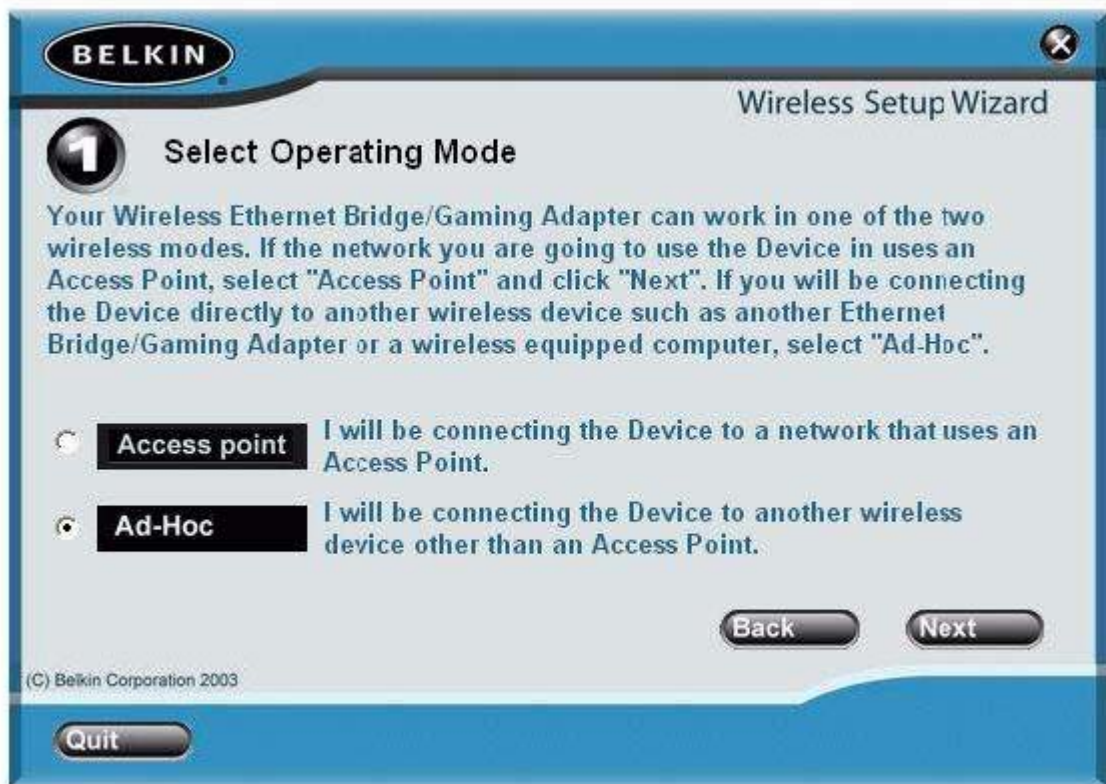 BELKIN
Wireless Setup Wizard
1 Select Operating Mode
Your Wireless Ethernet Bridge/Gaming Adapter can work in one of the two
wireless modes. If the network you are going to use the Device in uses an
Access Point, select "Access Point" and click "Next". If you will be connecting
the Device directly to another wireless device such as another Ethernet
Bridge/Gaming Adapter or a wireless equipped computer, select "Ad-Hoc".
Access point
I will be connecting the Device to a network that uses an
Access Point.
Ad-Hoc
I will be connecting the Device to another wireless
device other than an Access Point.
Back
Next
(C) Belkin Corporation 2003
Quit